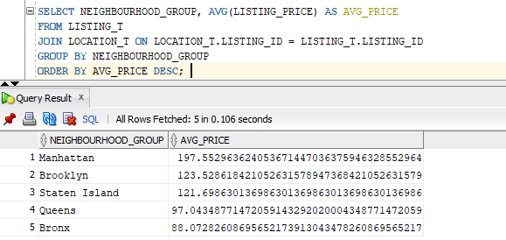 SELECT NEIGHBOURHOOD_GROUP, AVG(LISTING_PRICE) AS AVG_PRICE
FROM LISTING_T
JOIN LOCATION_T ON LOCATION_T.LISTING_ID = LISTING_T.LISTING_ID
GROUP BY NEIGHBOURHOOD_GROUP
ORDER BY AVG_PRICE DESC;
Query Result x
SQL | All Rows Fetched: 5 in 0.106 seconds
NEIGHBOURHOOD_GROUP AVG_PRICE
1 Manhattan 197.552963624053671447036375946328552964
2 Brooklyn 123.528618421052631578947368421052631579
3 Staten Island 121.698630136986301369863013698630136986
4 Queens 97.0434877147205914329202000434877147205​9
5 Bronx 88.0728260869565217391304347826086956521​7